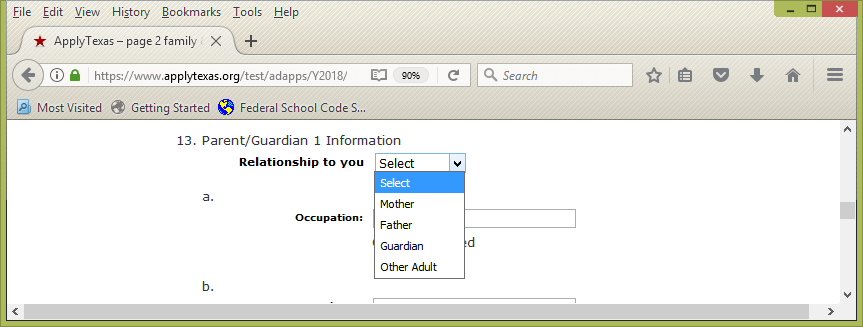 File Edit View History Bookmarks Tools Help
ApplyTexas – page 2 family
https://www.applytexas.org/test/adapps/Y2018/ 90% Search
Most Visited Getting Started Federal School Code S...
13. Parent/Guardian 1 Information
Relationship to you Select
Select
a.
Mother
Occupation:
Father
Guardian
Other Adult
b.